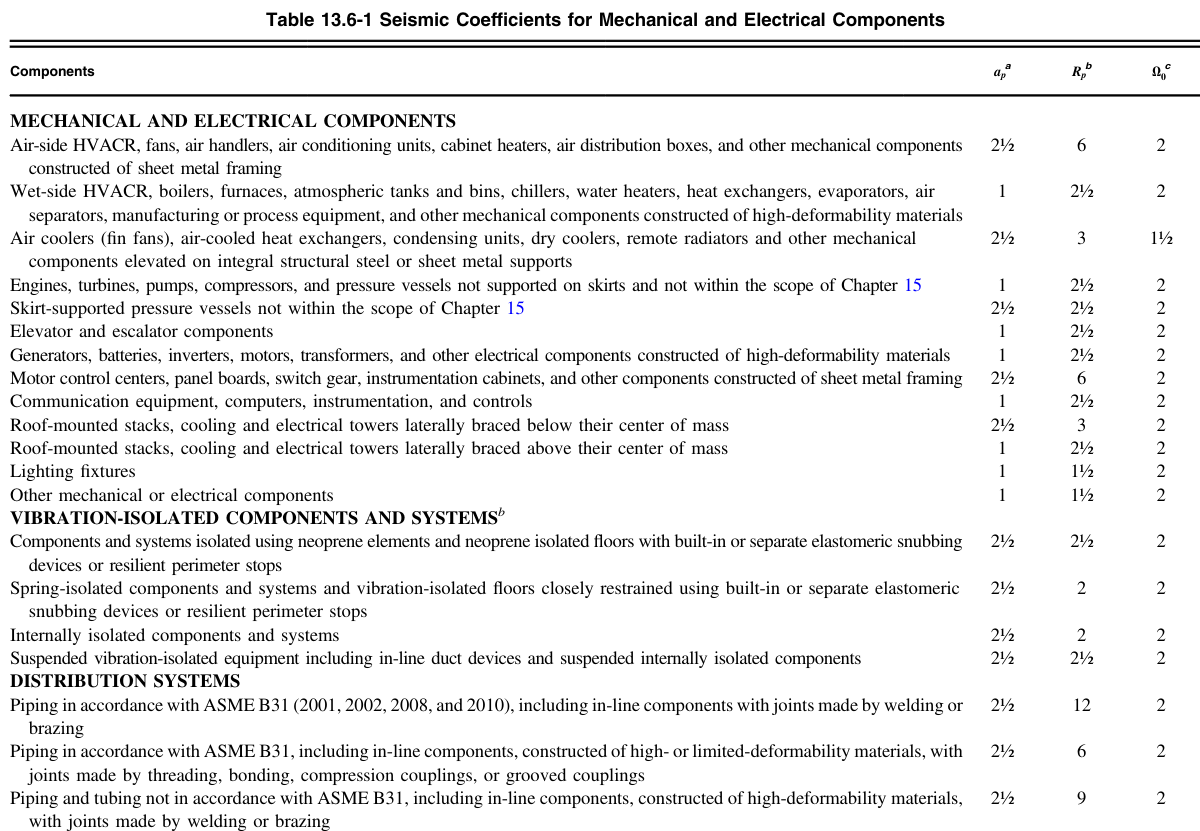 Table 13.6-1 Seismic Coefficients for Mechanical and Electrical Components
Components aₚᵃ Rₚᵇ Ω₀ᶜ
MECHANICAL AND ELECTRICAL COMPONENTS
Air-side HVACR, fans, air handlers, air conditioning units, cabinet heaters, air distribution boxes, and other mechanical components 2½ 6 2
constructed of sheet metal framing
Wet-side HVACR, boilers, furnaces, atmospheric tanks and bins, chillers, water heaters, heat exchangers, evaporators, air 1 2½ 2
separators, manufacturing or process equipment, and other mechanical components constructed of high-deformability materials
Air coolers (fin fans), air-cooled heat exchangers, condensing units, dry coolers, remote radiators and other mechanical 2½ 3 1½
components elevated on integral structural steel or sheet metal supports
Engines, turbines, pumps, compressors, and pressure vessels not supported on skirts and not within the scope of Chapter 15 1 2½ 2
Skirt-supported pressure vessels not within the scope of Chapter 15 2½ 2½ 2
Elevator and escalator components 1 2½ 2
Generators, batteries, inverters, motors, transformers, and other electrical components constructed of high-deformability materials 1 2½ 2
Motor control centers, panel boards, switch gear, instrumentation cabinets, and other components constructed of sheet metal framing 2½ 6 2
Communication equipment, computers, instrumentation, and controls 1 2½ 2
Roof-mounted stacks, cooling and electrical towers laterally braced below their center of mass 2½ 3 2
Roof-mounted stacks, cooling and electrical towers laterally braced above their center of mass 1 2½ 2
Lighting fixtures 1 1½ 2
Other mechanical or electrical components 1 1½ 2
VIBRATION-ISOLATED COMPONENTS AND SYSTEMSᵇ
Components and systems isolated using neoprene elements and neoprene isolated floors with built-in or separate elastomeric snubbing 2½ 2½ 2
devices or resilient perimeter stops
Spring-isolated components and systems and vibration-isolated floors closely restrained using built-in or separate elastomeric 2½ 2 2
snubbing devices or resilient perimeter stops
Internally isolated components and systems 2½ 2 2
Suspended vibration-isolated equipment including in-line duct devices and suspended internally isolated components 2½ 2½ 2
DISTRIBUTION SYSTEMS
Piping in accordance with ASME B31 (2001, 2002, 2008, and 2010), including in-line components with joints made by welding or 2½ 12 2
brazing
Piping in accordance with ASME B31, including in-line components, constructed of high- or limited-deformability materials, with 2½ 6 2
joints made by threading, bonding, compression couplings, or grooved couplings
Piping and tubing not in accordance with ASME B31, including in-line components, constructed of high-deformability materials, 2½ 9 2
with joints made by welding or brazing